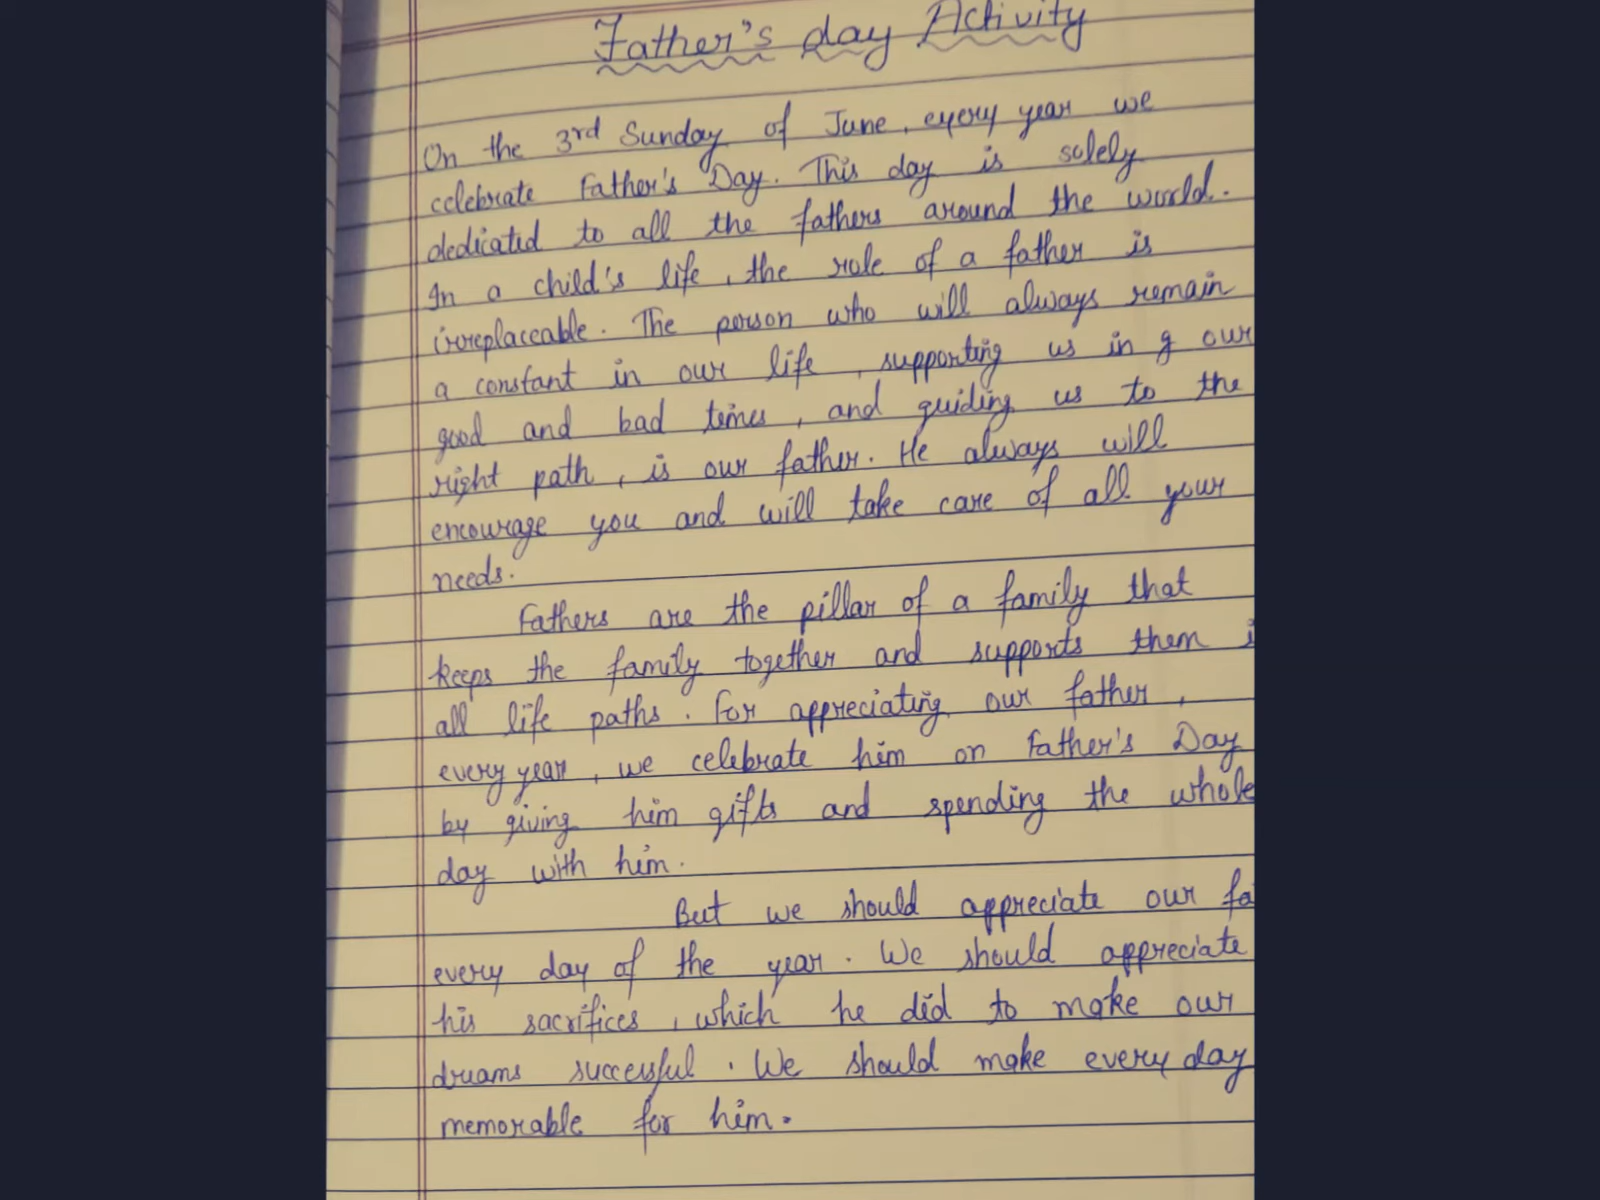 Father's day Activity
On the 3rd Sunday of June, every year we
celebrate Father's Day. This day is solely
dedicated to all the fathers around the world.
In a child's life, the role of a father is
irreplaceable. The person who will always remain
a constant in our life, supporting us in g our
good and bad times, and guiding us to the
right path, is our father. He always will
encourage you and will take care of all your
needs.
Fathers are the pillar of a family that
keeps the family together and supports them
all life paths. For appreciating our father,
every year, we celebrate him on Father's Day
by giving him gifts and spending the whole
day with him.
But we should appreciate our fa
every day of the year. We should appreciate
his sacrifices, which he did to make our
druams successful. We should make every day
memorable for him.